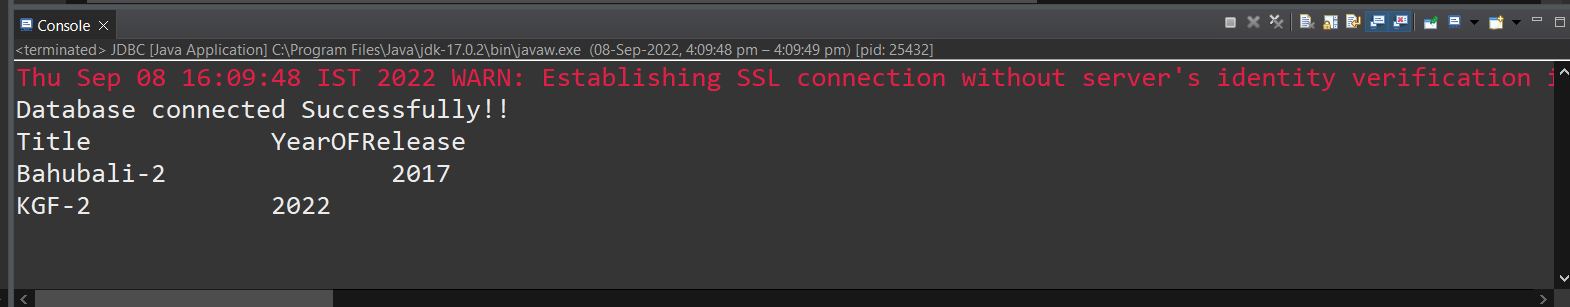 Console
<terminated> JDBC [Java Application] C:\Program Files\Java\jdk-17.0.2\bin\javaw.exe (08-Sep-2022, 4:09:48 pm – 4:09:49 pm) [pid: 25432]
Thu Sep 08 16:09:48 IST 2022 WARN: Establishing SSL connection without server's identity verification
Database connected Successfully!!
Title YearOFRelease
Bahubali-2 2017
KGF-2 2022